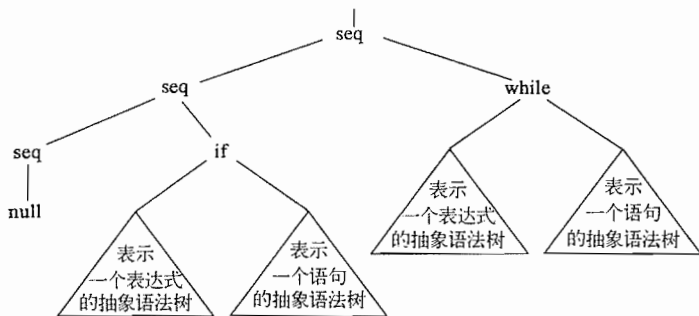 seq
seq
while
seq
if
null
表示
一个表达式
的抽象语法树
表示
一个语句
的抽象语法树
表示
一个表达式
的抽象语法树
表示
一个语句
的抽象语法树